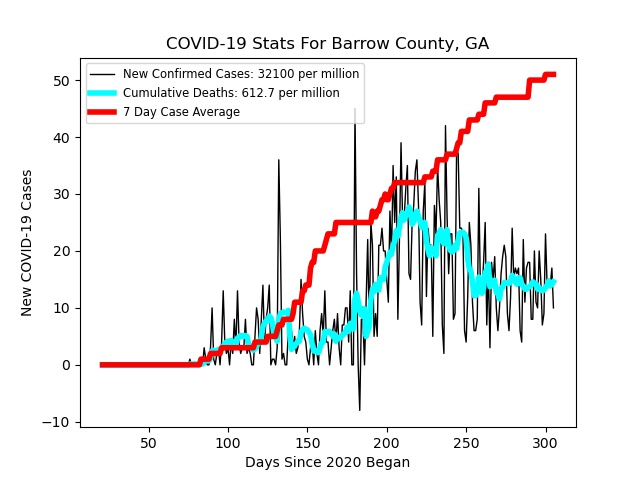 COVID-19 Stats For Barrow County, GA
New Confirmed Cases: 32100 per million
Cumulative Deaths: 612.7 per million
7 Day Case Average
50
40
30
20
10
0
−10
New COVID-19 Cases
50 100 150 200 250 300
Days Since 2020 Began